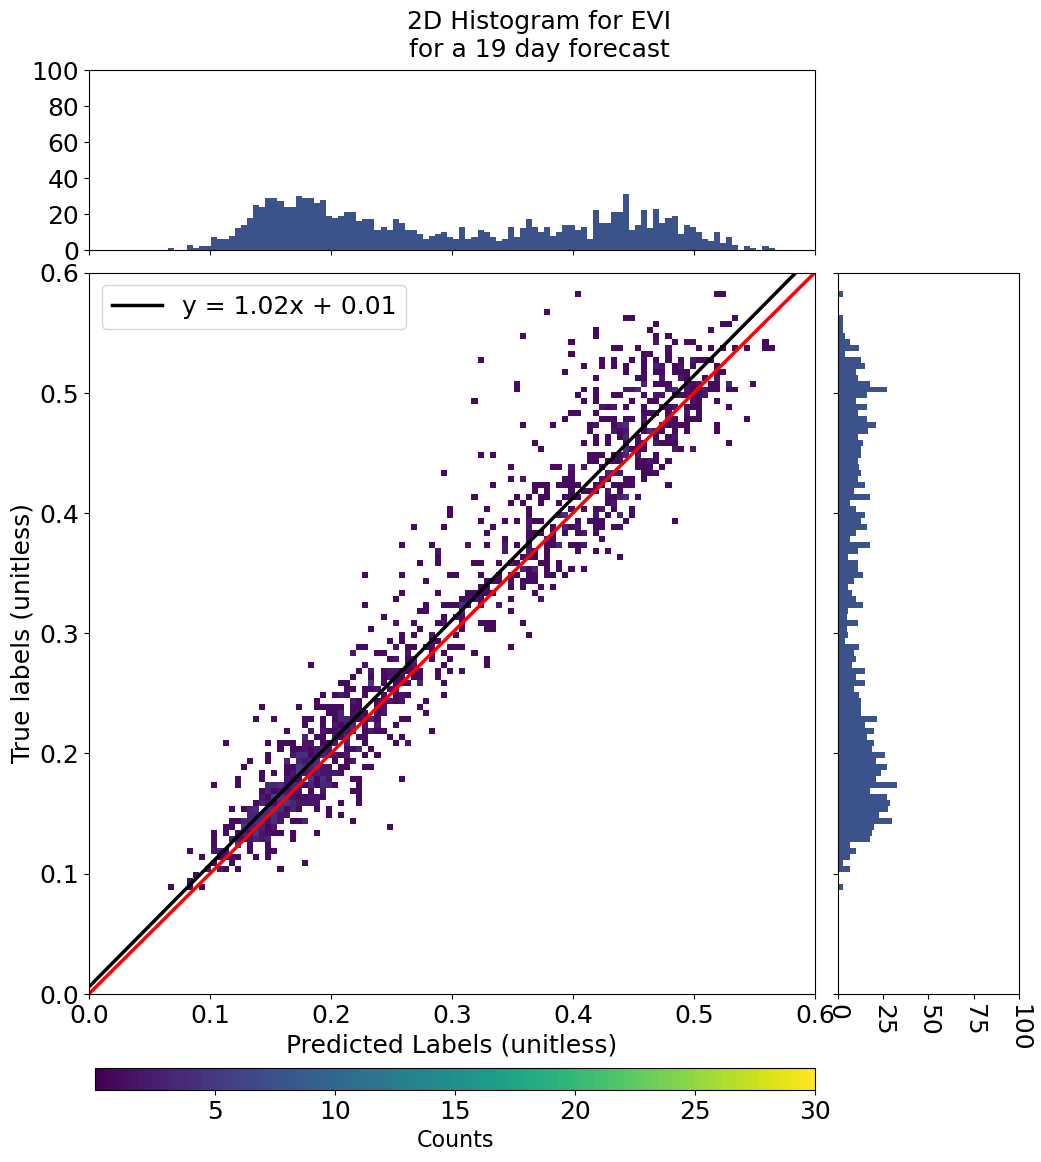 2D Histogram for EVI
for a 19 day forecast
100
80
60
40
20
0
0.6
0.5
0.4
0.3
0.2
0.1
0.0
True labels (unitless)
y = 1.02x + 0.01
0.0 0.1 0.2 0.3 0.4 0.5 0.6
Predicted Labels (unitless)
0 25 50 75 100
5 10 15 20 25 30
Counts